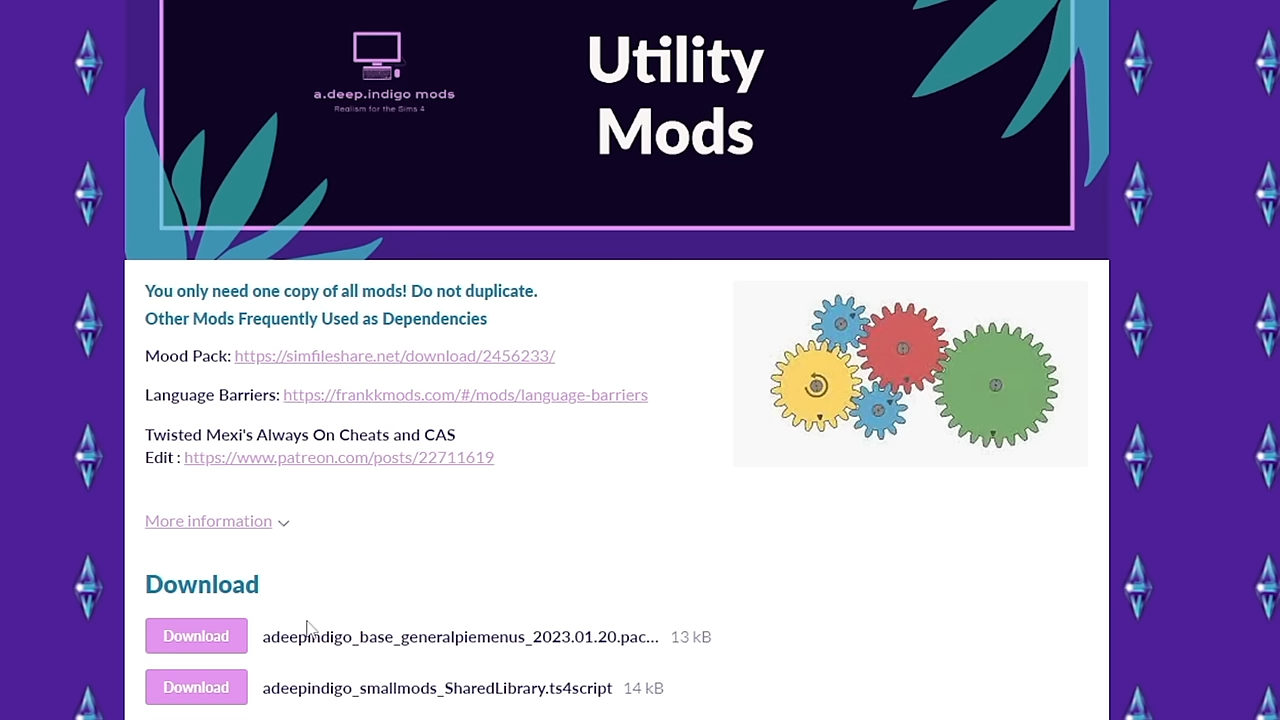 Utility
Mods
a.deep.indigo mods
Realism for the Sims 4
You only need one copy of all mods! Do not duplicate.
Other Mods Frequently Used as Dependencies
Mood Pack: https://simfileshare.net/download/2456233/
Language Barriers: https://frankkmods.com/#/mods/language-barriers
Twisted Mexi's Always On Cheats and CAS
Edit : https://www.patreon.com/posts/22711619
More information
Download
Download adeepindigo_base_generalpiemenus_2023.01.20.pac... 13 kB
Download adeepindigo_smallmods_SharedLibrary.ts4script 14 kB